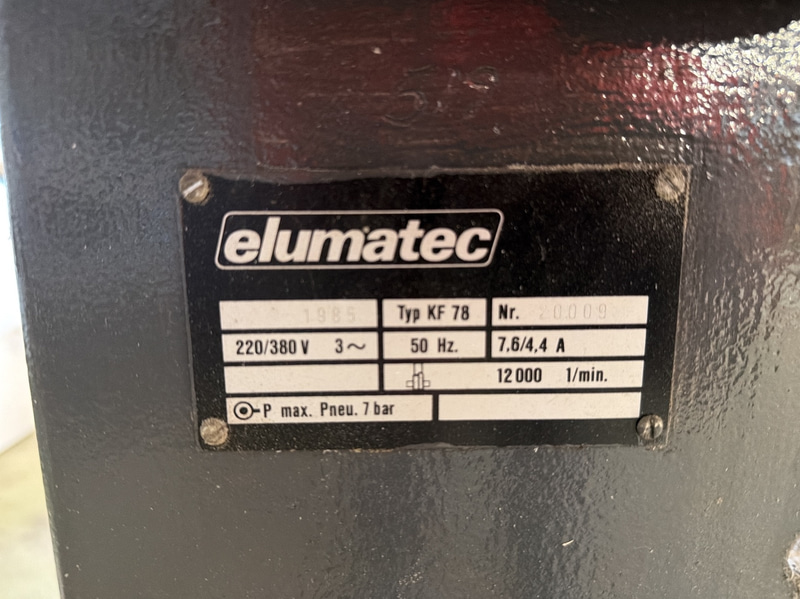 elumatec
1985 Typ KF 78 Nr. 20009
220/380 V 3~ 50 Hz. 7,6/4,4 A
12000 1/min.
P max. Pneu. 7 bar